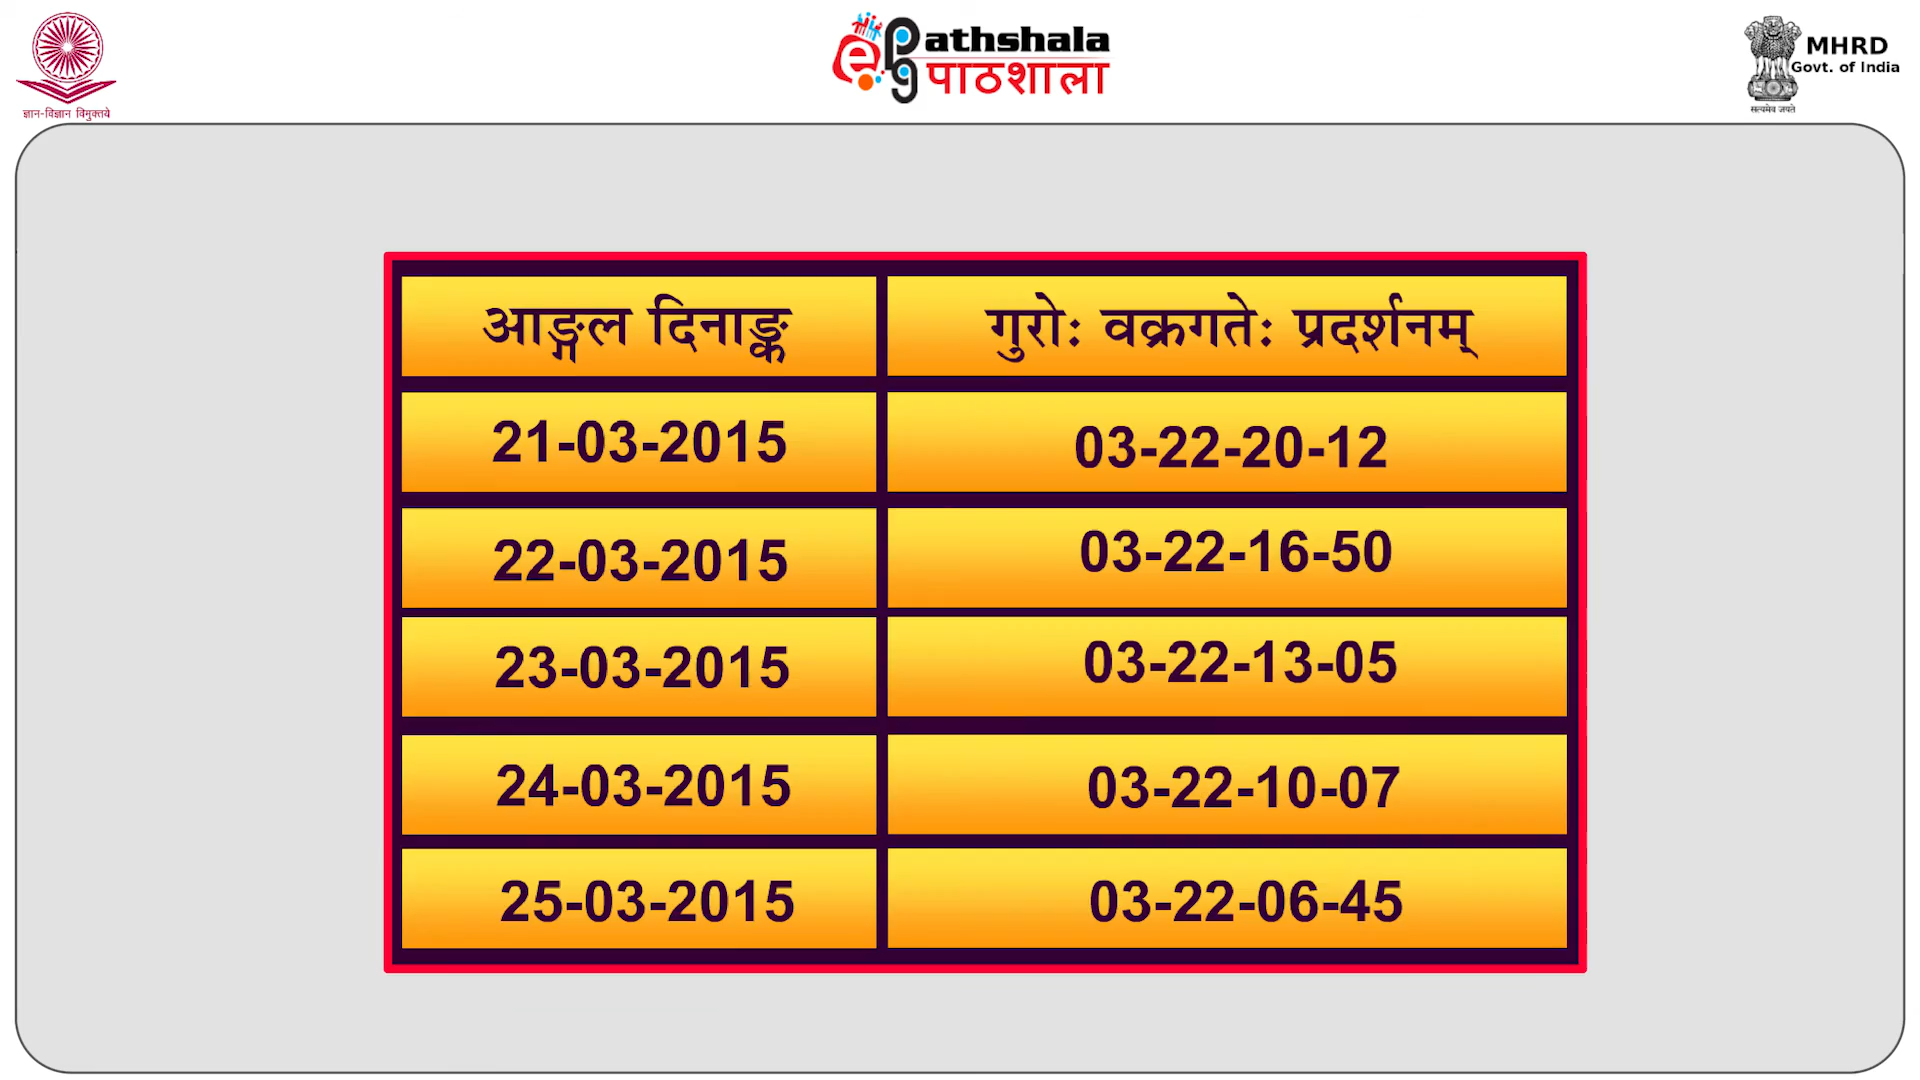 ज्ञान-विज्ञान विमुक्तये
ePG Pathshala
पाठशाला
MHRD
Govt. of India
सत्यमेव जयते
आङ्गल दिनाङ्क गुरोः वक्रगतेः प्रदर्शनम्
21-03-2015 03-22-20-12
22-03-2015 03-22-16-50
23-03-2015 03-22-13-05
24-03-2015 03-22-10-07
25-03-2015 03-22-06-45